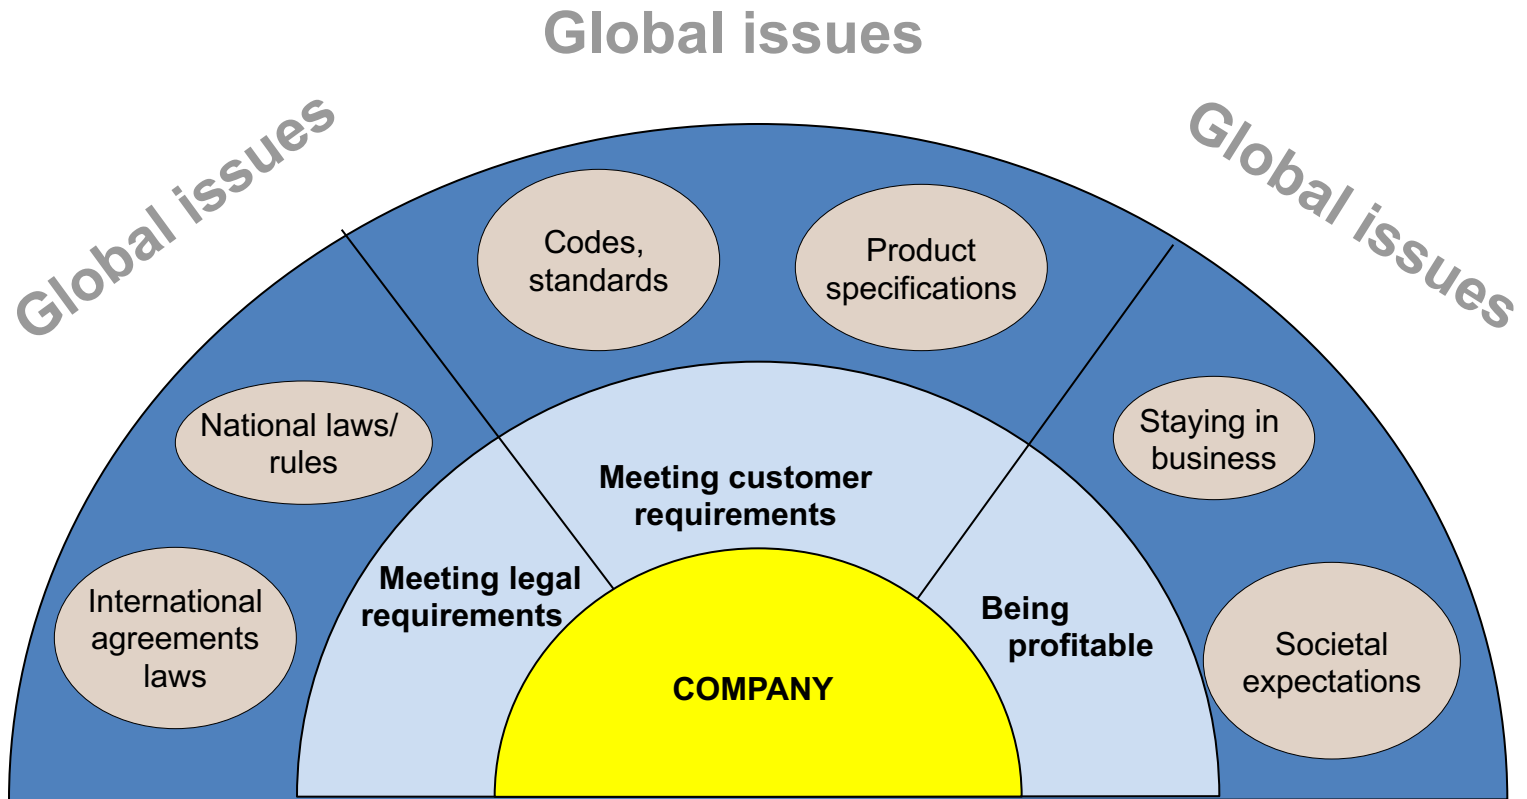 Global issues
Global issues
Global issues
Codes,
standards
Product
specifications
National laws/
rules
Staying in
business
Meeting customer
requirements
Meeting legal
requirements
International
agreements
laws
Being
profitable
Societal
expectations
COMPANY